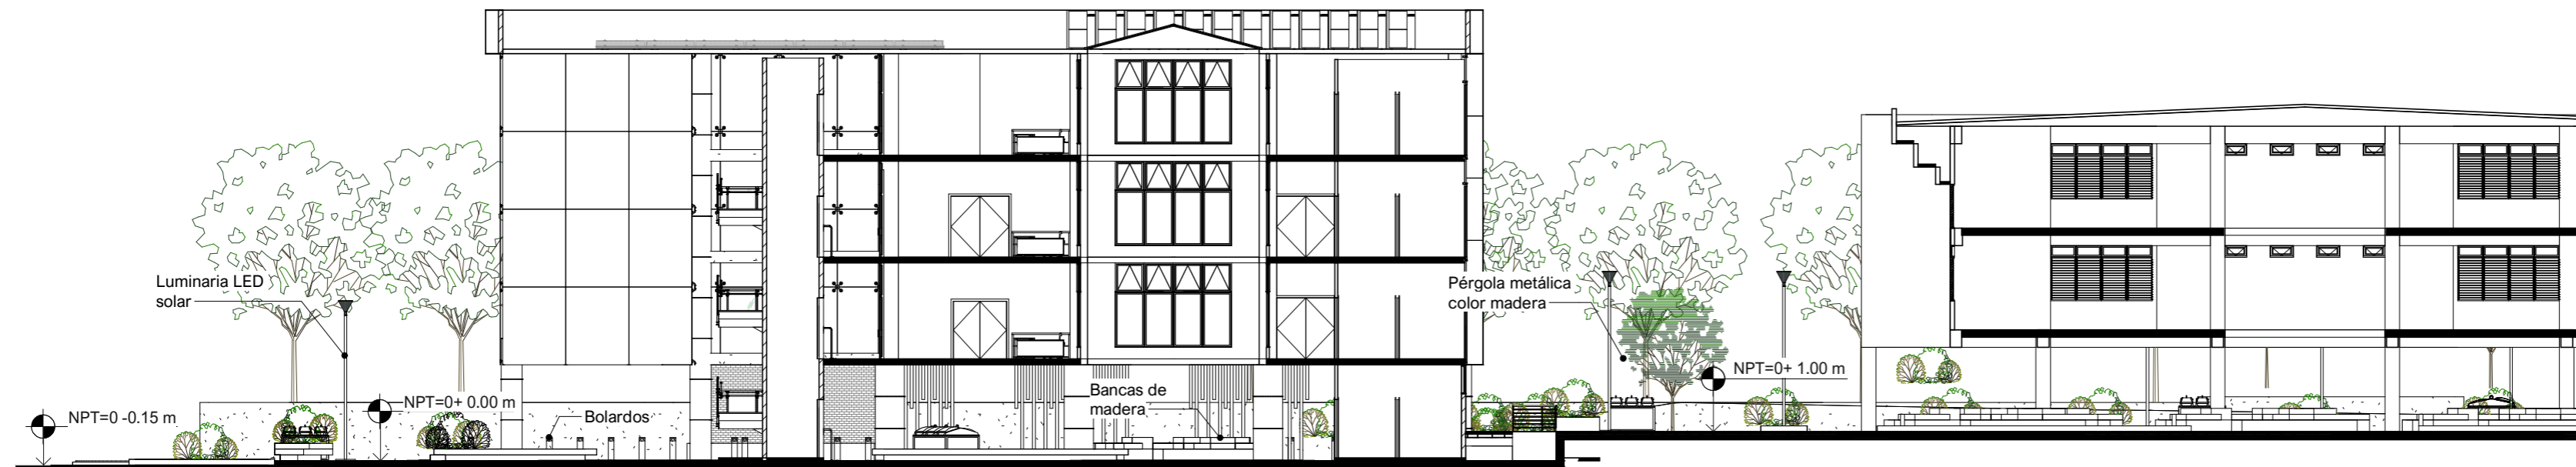 Luminaria LED
solar
Pérgola metálica
color madera
NPT=0+ 1.00 m
Bancas de
madera
NPT=0+ 0.00 m
NPT=0 -0.15 m
Bolardos